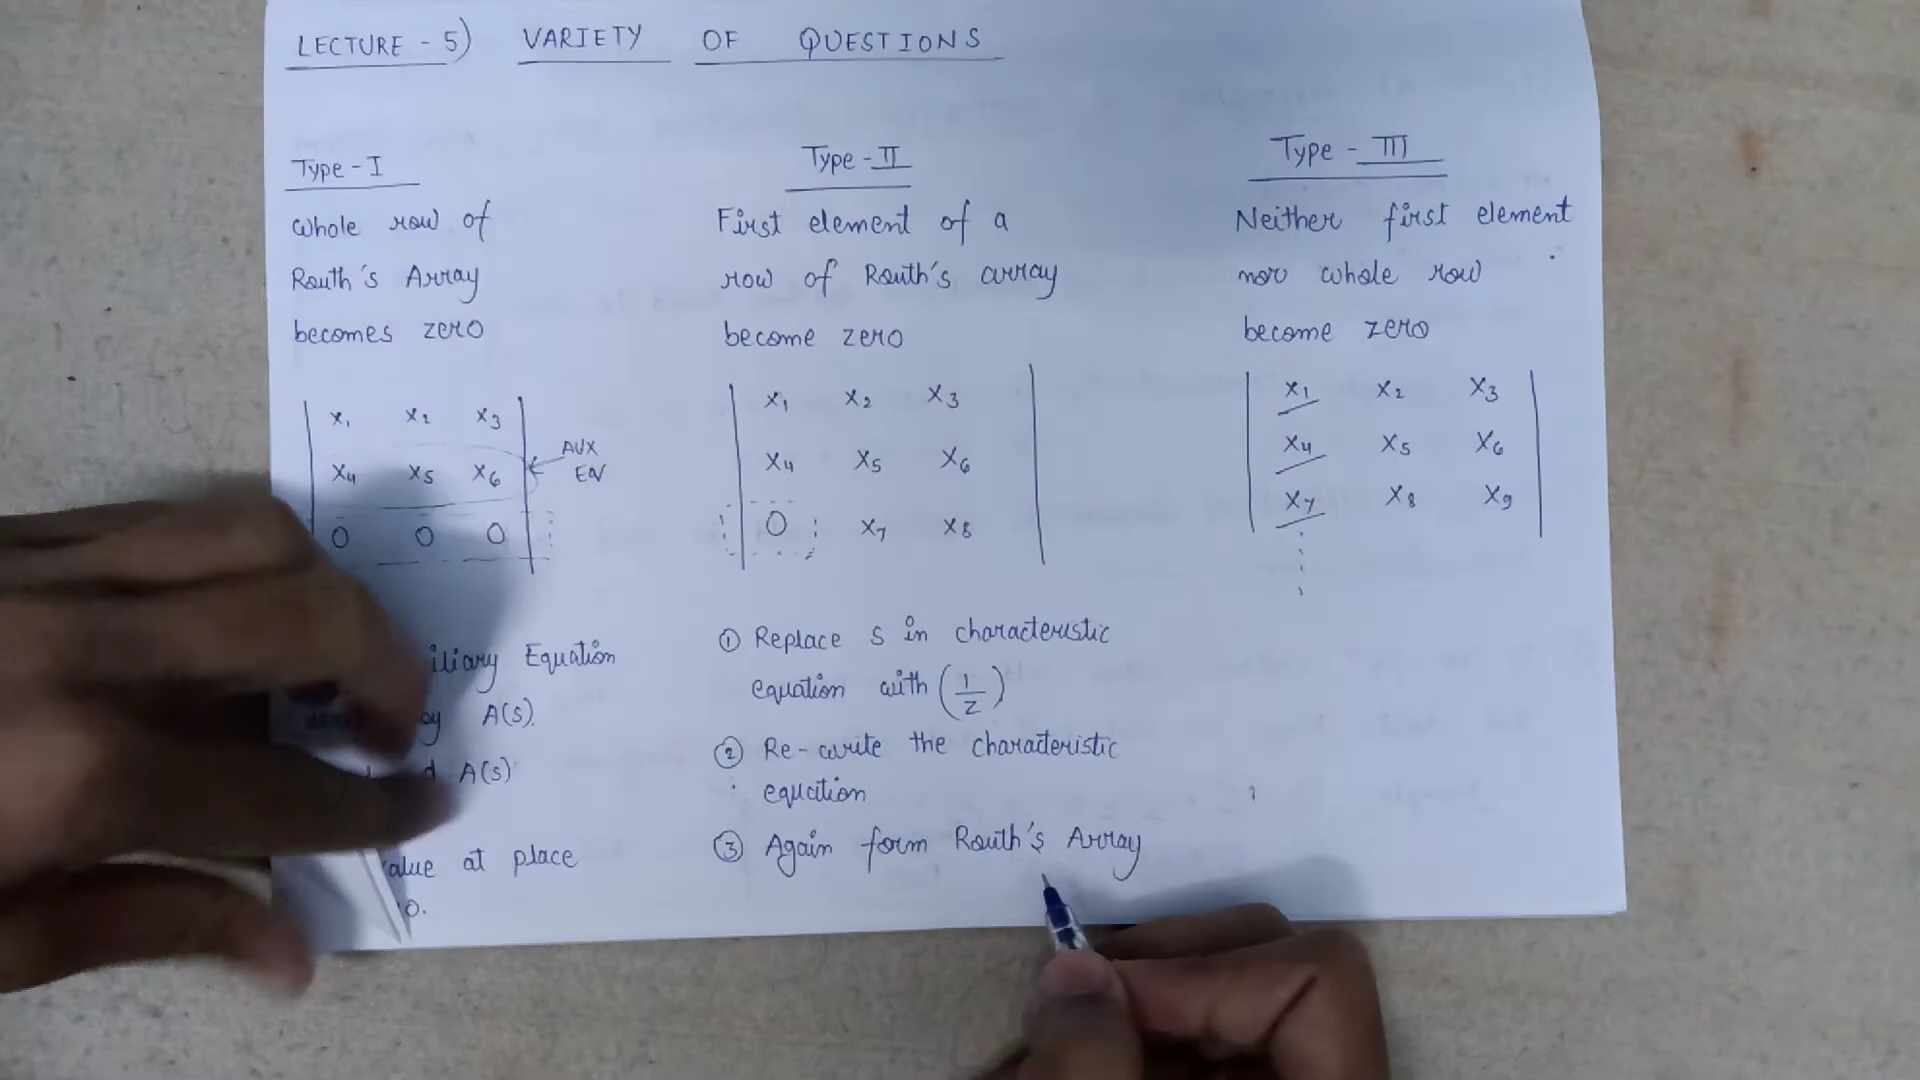 LECTURE - 5) VARIETY OF QUESTIONS
Type - I
whole row of
Routh's Array
becomes zero
x1 x2 x3
x4 x5 x6
0 0 0
AUX
EQ
iliary Equation
by A(s).
A(s)
value at place
0.
Type - II
First element of a
row of Routh's array
become zero
x1 x2 x3
x4 x5 x6
0 x7 x8
① Replace s in characteristic
equation with (1/z)
② Re-write the characteristic
equation
③ Again form Routh's Array
Type - III
Neither first element
nor whole row
become zero
x1 x2 x3
x4 x5 x6
x7 x8 x9